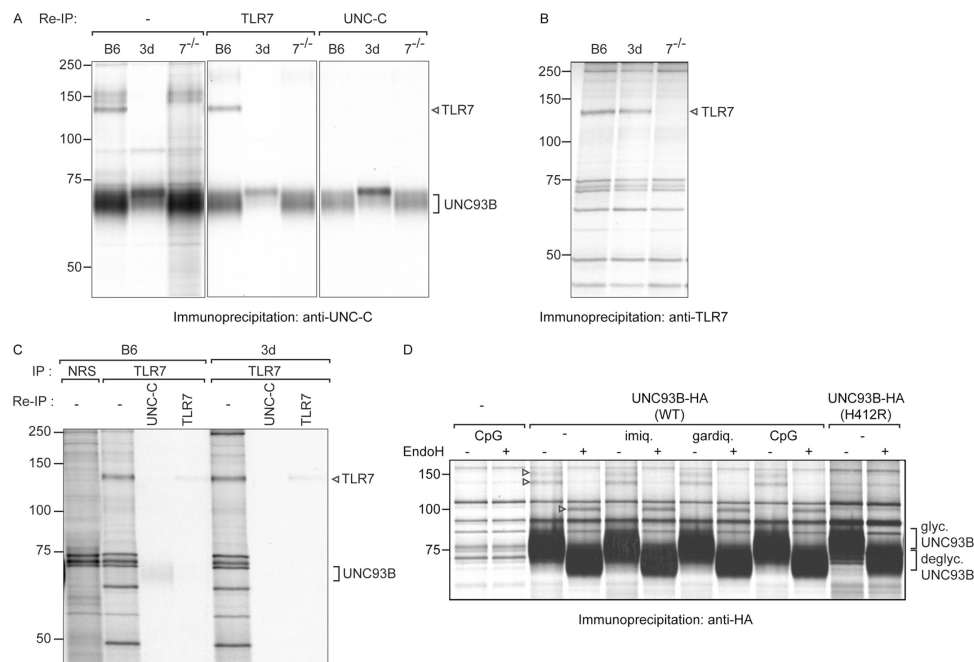 A Re-IP: - TLR7 UNC-C
B6 3d 7-/- B6 3d 7-/- B6 3d 7-/-
250
150
100
75
50
TLR7
UNC93B
Immunoprecipitation: anti-UNC-C
B
B6 3d 7-/-
250
150
100
75
50
TLR7
Immunoprecipitation: anti-TLR7
C
B6 3d
IP : NRS TLR7 TLR7
Re-IP : - - UNC-C TLR7 - UNC-C TLR7
250
150
100
75
50
TLR7
UNC93B
D
- UNC93B-HA (WT) UNC93B-HA (H412R)
CpG - imiq. gardiq. CpG -
EndoH - + - + - + - + - + - +
150
100
75
glyc.
UNC93B
deglyc.
UNC93B
Immunoprecipitation: anti-HA